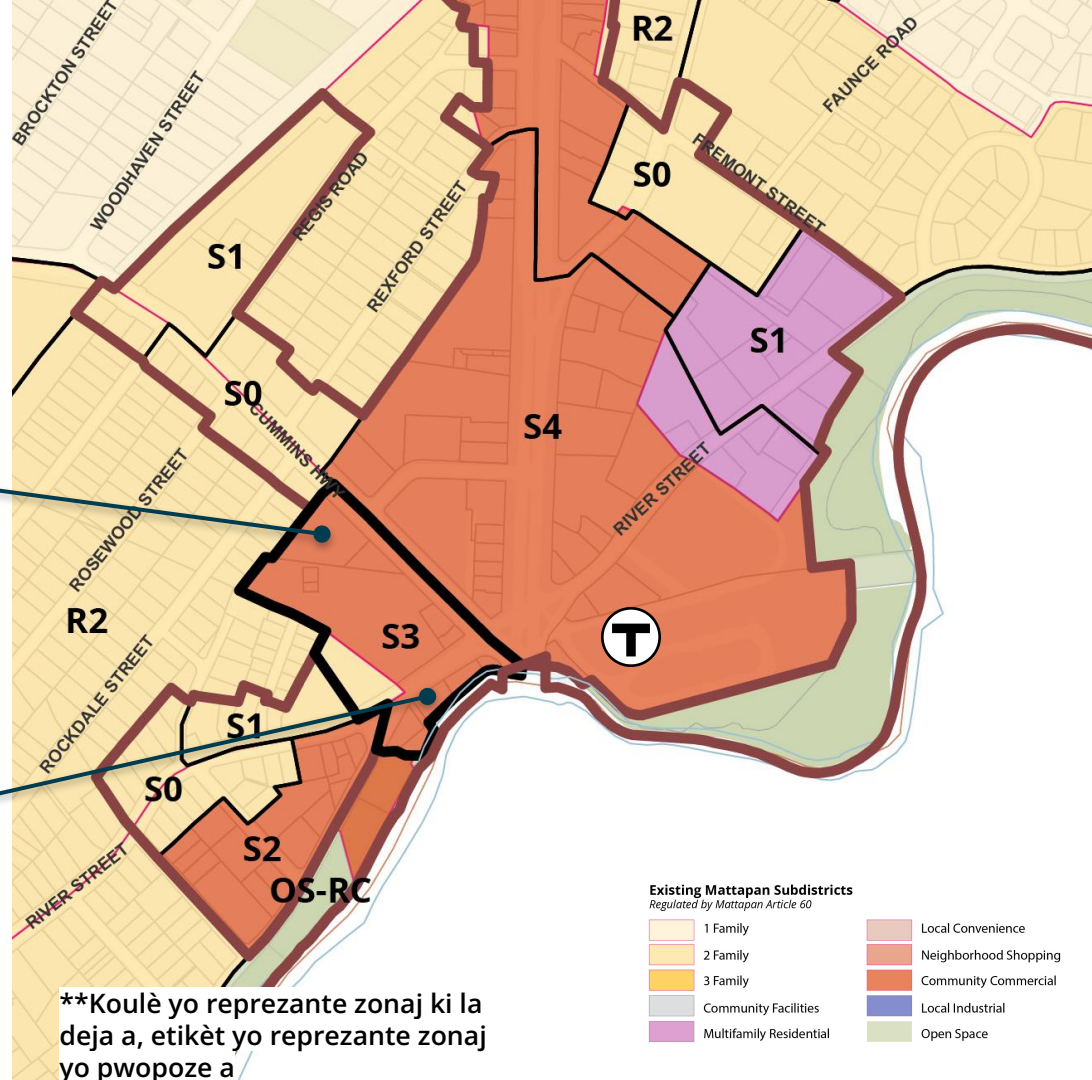 BROCKTON STREET
WOODHAVEN STREET
R2
FAUNCE ROAD
S0
FREMONT STREET
REGIS ROAD
REXFORD STREET
S1
S1
S0
CUMMINS HWY
S4
RIVER STREET
ROSEWOOD STREET
R2
S3
T
ROCKDALE STREET
S1
S0
S2
RIVER STREET
OS-RC
Existing Mattapan Subdistricts
Regulated by Mattapan Article 60
1 Family
2 Family
3 Family
Community Facilities
Multifamily Residential
Local Convenience
Neighborhood Shopping
Community Commercial
Local Industrial
Open Space
**Koulè yo reprezante zonaj ki la
deja a, etikèt yo reprezante zonaj
yo pwopoze a